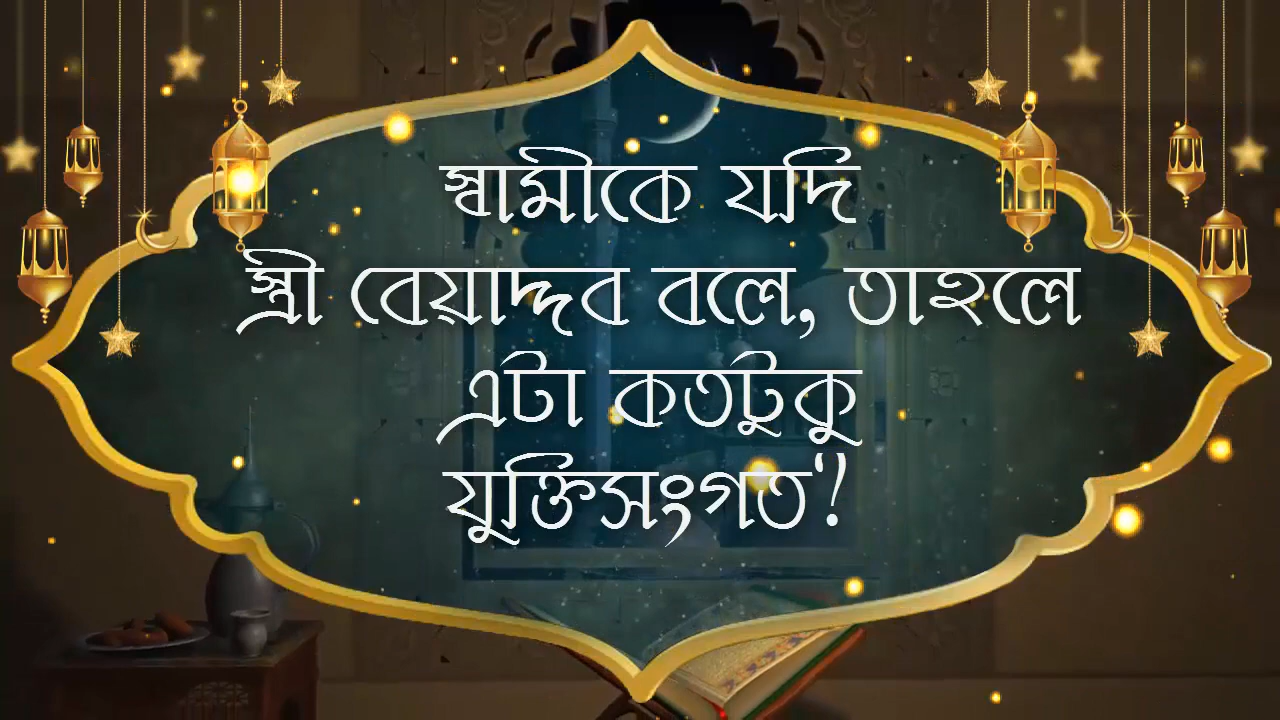 স্বামীকে যদি
স্ত্রী বেয়াদ্দব বলে, তাহলে
এটা কতটুকু
যুক্তিসংগত?